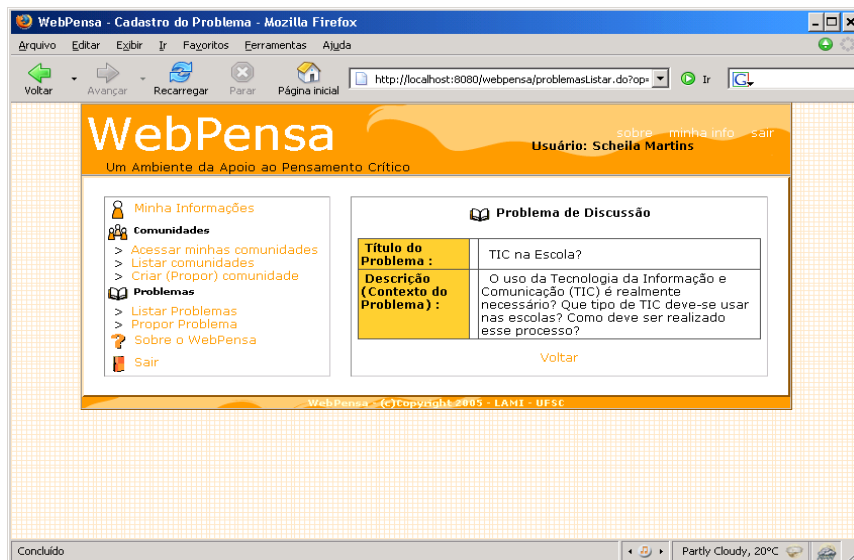 WebPensa - Cadastro do Problema - Mozilla Firefox
Arquivo Editar Exibir Ir Favoritos Ferramentas Ajuda
Voltar Avançar Recarregar Parar Página inicial
http://localhost:8080/webpensa/problemasListar.do?op=
Ir
G
WebPensa
sobre minha info sair
Usuário: Scheila Martins
Um Ambiente da Apoio ao Pensamento Crítico
Minha Informações
Comunidades
> Acessar minhas comunidades
> Listar comunidades
> Criar (Propor) comunidade
Problemas
> Listar Problemas
> Propor Problema
Sobre o WebPensa
Sair
Problema de Discussão
Título do
Problema :
TIC na Escola?
Descrição
(Contexto do
Problema) :
O uso da Tecnologia da Informação e
Comunicação (TIC) é realmente
necessário? Que tipo de TIC deve-se usar
nas escolas? Como deve ser realizado
esse processo?
Voltar
WebPensa - (c)Copyright 2005 - LAMI - UFSC
Concluído
Partly Cloudy, 20ºC